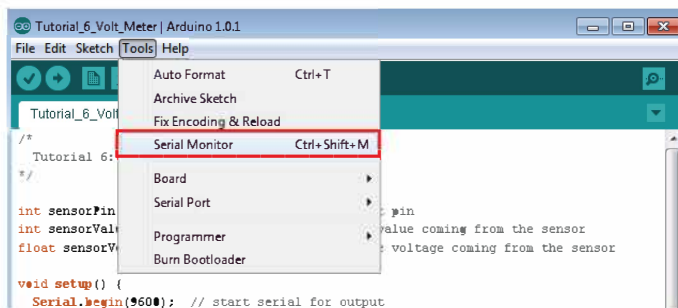 Tutorial_6_Volt_Meter | Arduino 1.0.1
File Edit Sketch Tools Help
Auto Format Ctrl+T
Archive Sketch
Tutorial_6_Volt
Fix Encoding & Reload
/*
Serial Monitor Ctrl+Shift+M
Tutorial 6:
*/
Board
Serial Port
int sensorPin pin
int sensorVal value coming from the sensor
Programmer
float sensorV voltage coming from the sensor
Burn Bootloader
void setup() {
Serial.begin(9600); // start serial for output